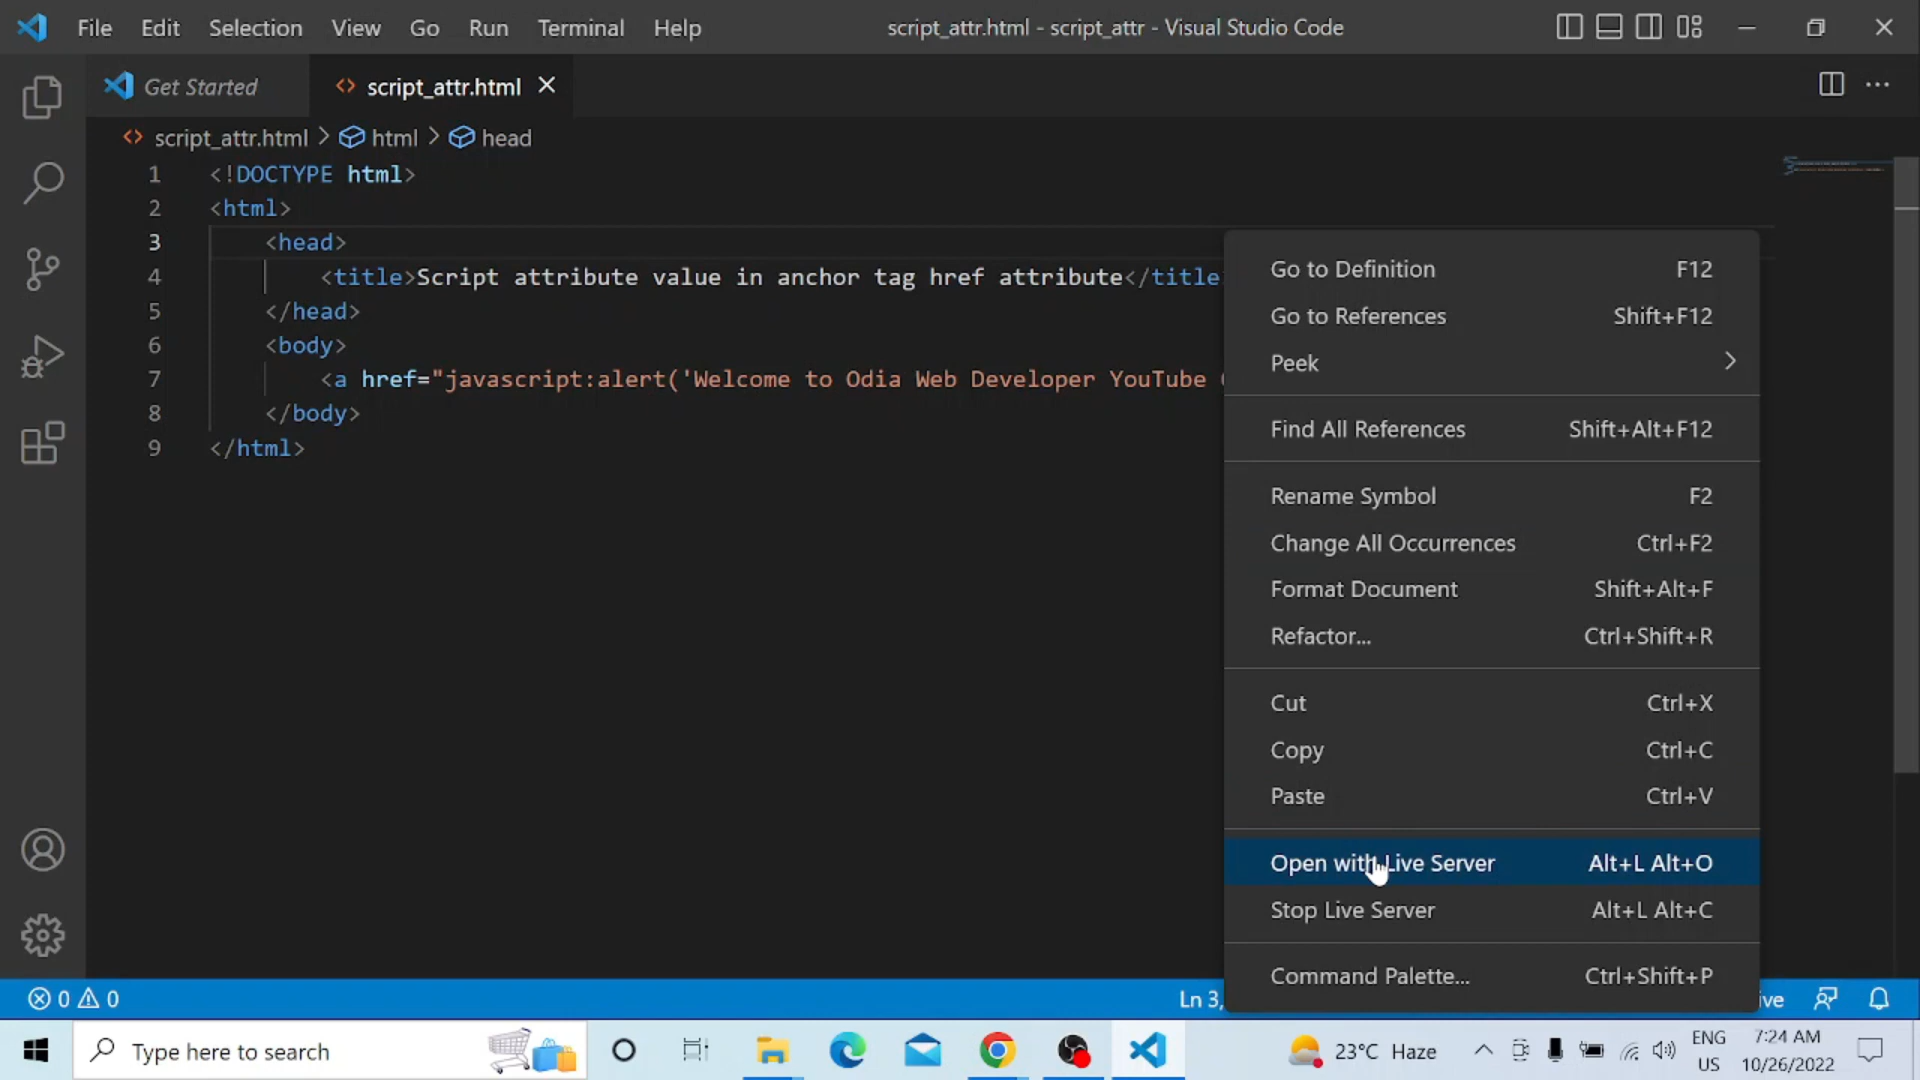 File Edit Selection View Go Run Terminal Help script_attr.html - script_attr - Visual Studio Code
Get Started script_attr.html
script_attr.html > html > head
1 <!DOCTYPE html>
2 <html>
3 <head>
4 <title>Script attribute value in anchor tag href attribute</title
5 </head>
6 <body>
7 <a href="javascript:alert('Welcome to Odia Web Developer YouTube
8 </body>
9 </html>
Go to Definition F12
Go to References Shift+F12
Peek
Find All References Shift+Alt+F12
Rename Symbol F2
Change All Occurrences Ctrl+F2
Format Document Shift+Alt+F
Refactor... Ctrl+Shift+R
Cut Ctrl+X
Copy Ctrl+C
Paste Ctrl+V
Open with Live Server Alt+L Alt+O
Stop Live Server Alt+L Alt+C
Command Palette... Ctrl+Shift+P
0 0 Ln 3, ive
Type here to search 23°C Haze ENG US 7:24 AM 10/26/2022